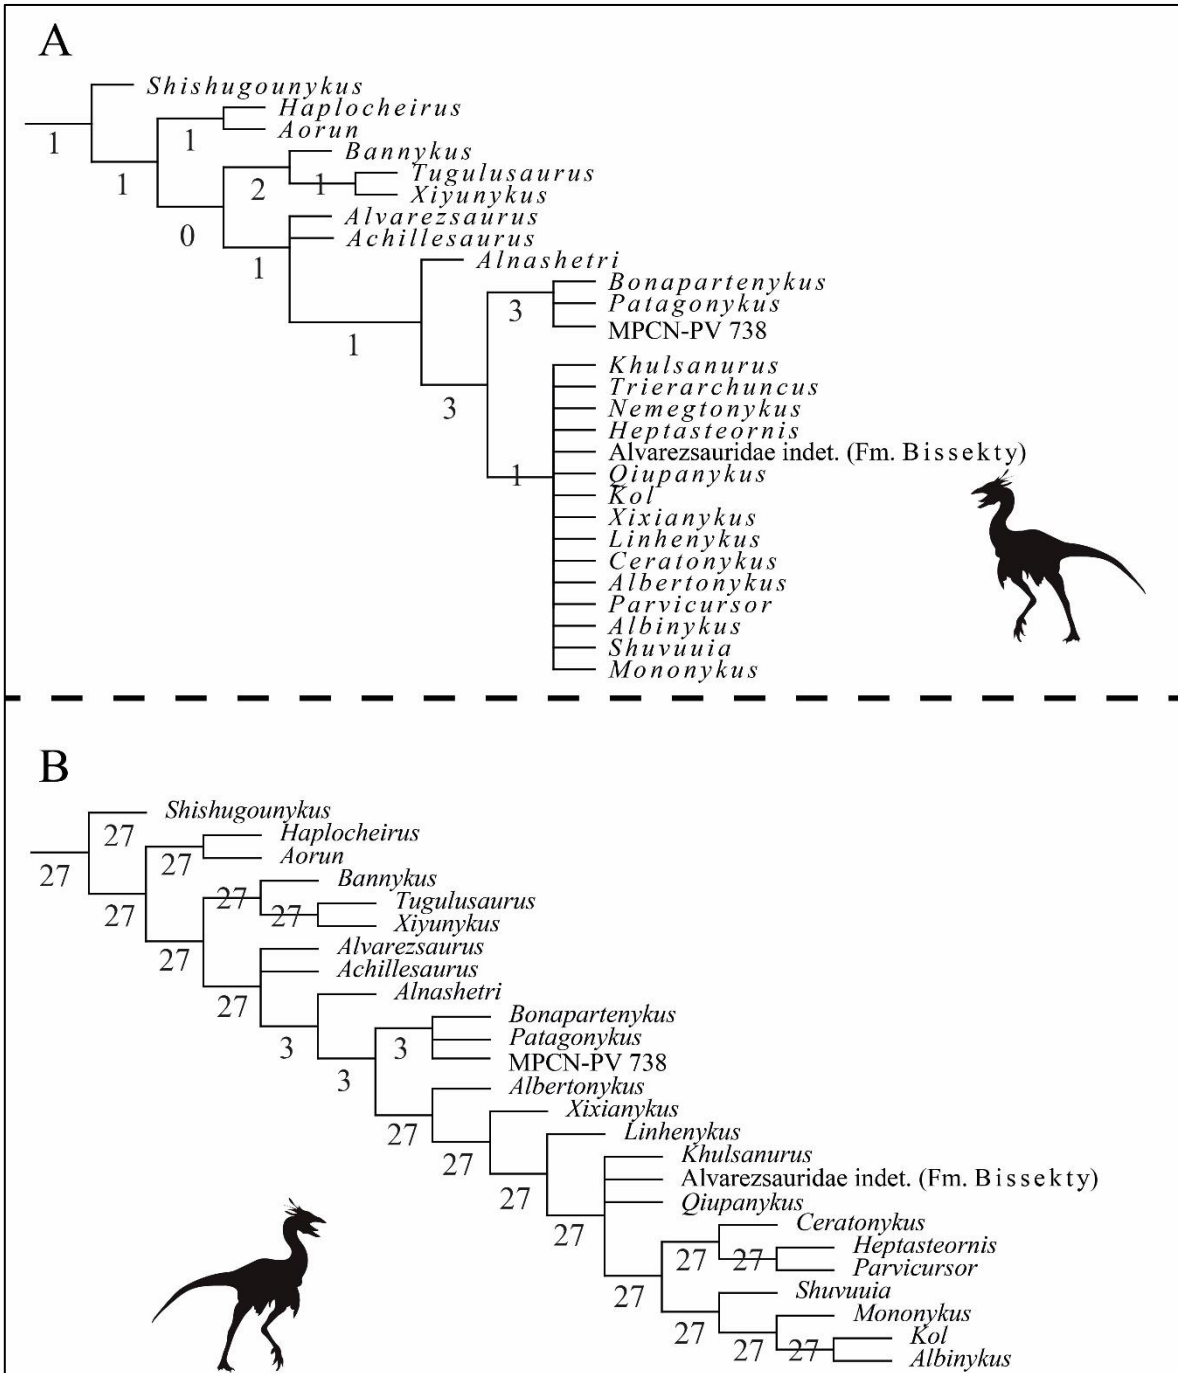 A
Shishugounykus
Haplocheirus
1
1
Aorun
Bannykus
1
2
1
Tugulusaurus
Xiyunykus
0
Alvarezsaurus
Achillesaurus
1
Alnashetri
Bonapartenykus
3
Patagonykus
MPCN-PV 738
1
Khulsanurus
Trierarchuncus
3
Nemegtonykus
Heptasteornis
Alvarezsauridae indet. (Fm. Bissekty)
1
Qiupanykus
Kol
Xixianykus
Linhenykus
Ceratonykus
Albertonykus
Parvicursor
Albinykus
Shuvuuia
Mononykus
B
Shishugounykus
27
Haplocheirus
27
27
Aorun
Bannykus
27
27
27
Tugulusaurus
Xiyunykus
27
Alvarezsaurus
Achillesaurus
27
Alnashetri
Bonapartenykus
3
3
Patagonykus
MPCN-PV 738
3
Albertonykus
Xixianykus
27
Linhenykus
27
Khulsanurus
Alvarezsauridae indet. (Fm. Bissekty)
27
Qiupanykus
27
Ceratonykus
27
27
Heptasteornis
Parvicursor
27
Shuvuuia
Mononykus
27
Kol
27
27
Albinykus